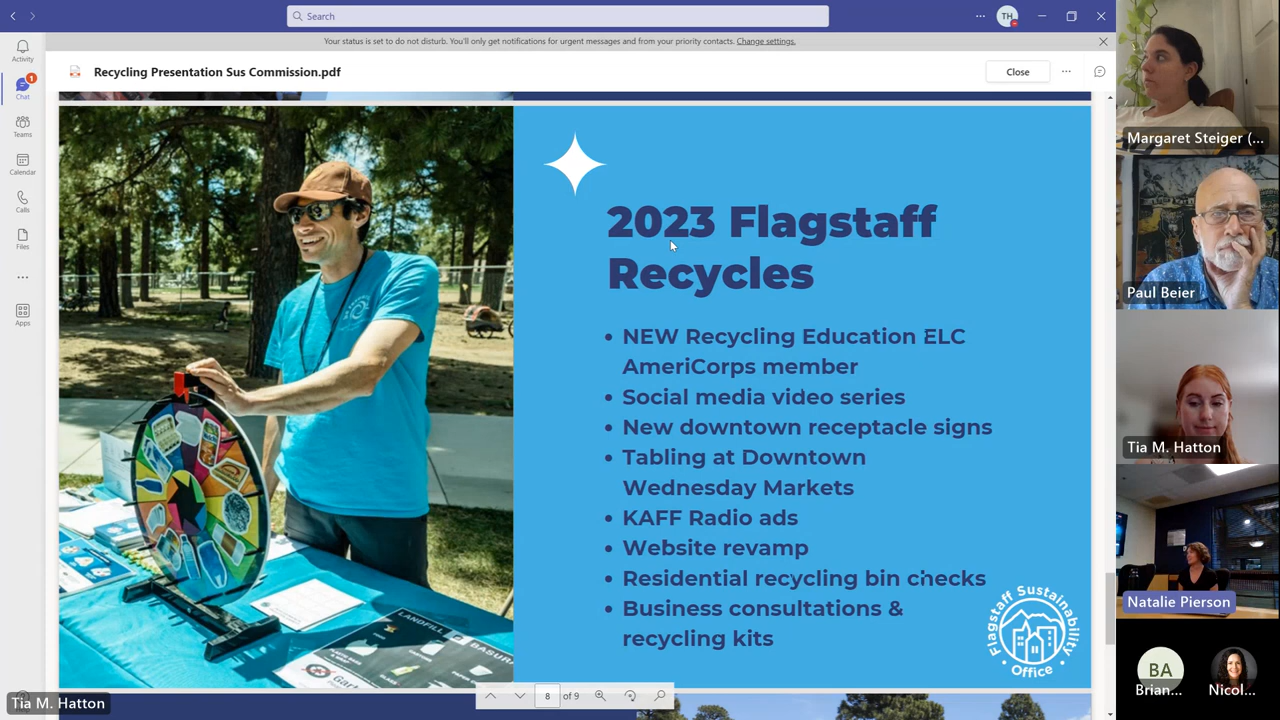 Search
TH
Your status is set to do not disturb. You'll only get notifications for urgent messages and from your priority contacts. Change settings.
Activity
1
Chat
Teams
Calendar
Calls
Files
Apps
Recycling Presentation Sus Commission.pdf
Close
2023 Flagstaff
Recycles
• NEW Recycling Education ELC
AmeriCorps member
• Social media video series
• New downtown receptacle signs
• Tabling at Downtown
Wednesday Markets
• KAFF Radio ads
• Website revamp
• Residential recycling bin checks
• Business consultations &
recycling kits
Flagstaff Sustainability
Office
LANDFILL
BASURA
8 of 9
Tia M. Hatton
Margaret Steiger (...
Paul Beier
Tia M. Hatton
Natalie Pierson
BA
Brian...
Nicol...